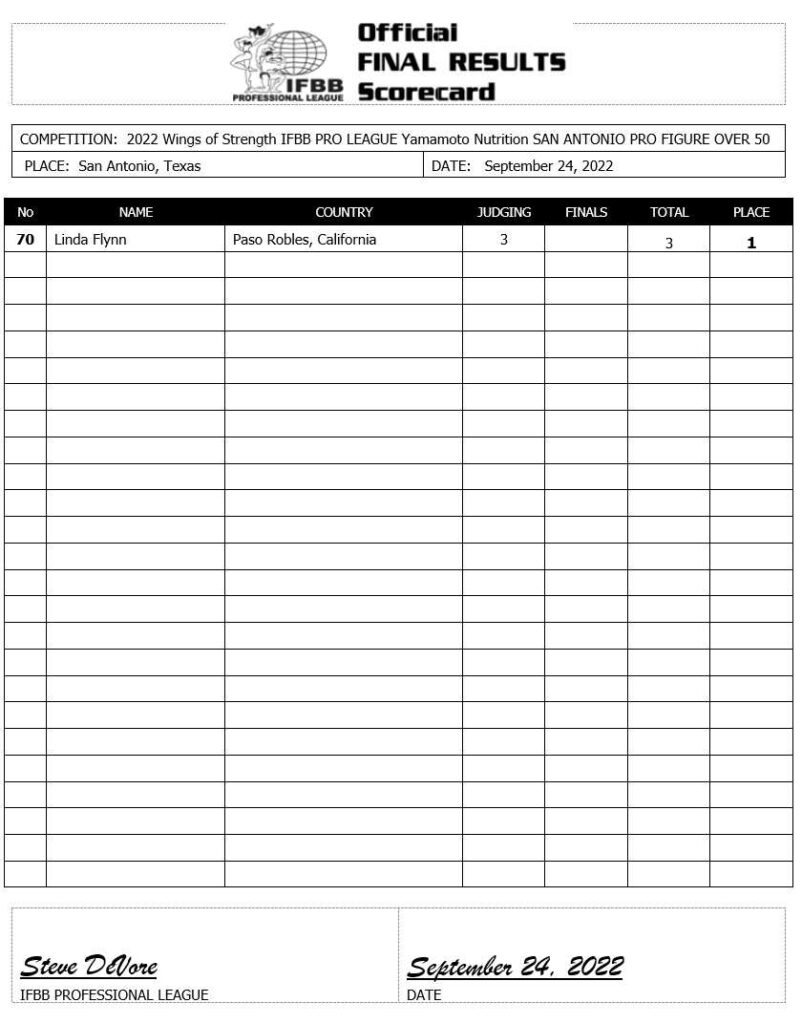 Official
FINAL RESULTS
Scorecard
IFBB
PROFESSIONAL LEAGUE
COMPETITION: 2022 Wings of Strength IFBB PRO LEAGUE Yamamoto Nutrition SAN ANTONIO PRO FIGURE OVER 50
PLACE: San Antonio, Texas DATE: September 24, 2022
No NAME COUNTRY JUDGING FINALS TOTAL PLACE
70 Linda Flynn Paso Robles, California 3 3 1
Steve DeVore September 24, 2022
IFBB PROFESSIONAL LEAGUE DATE